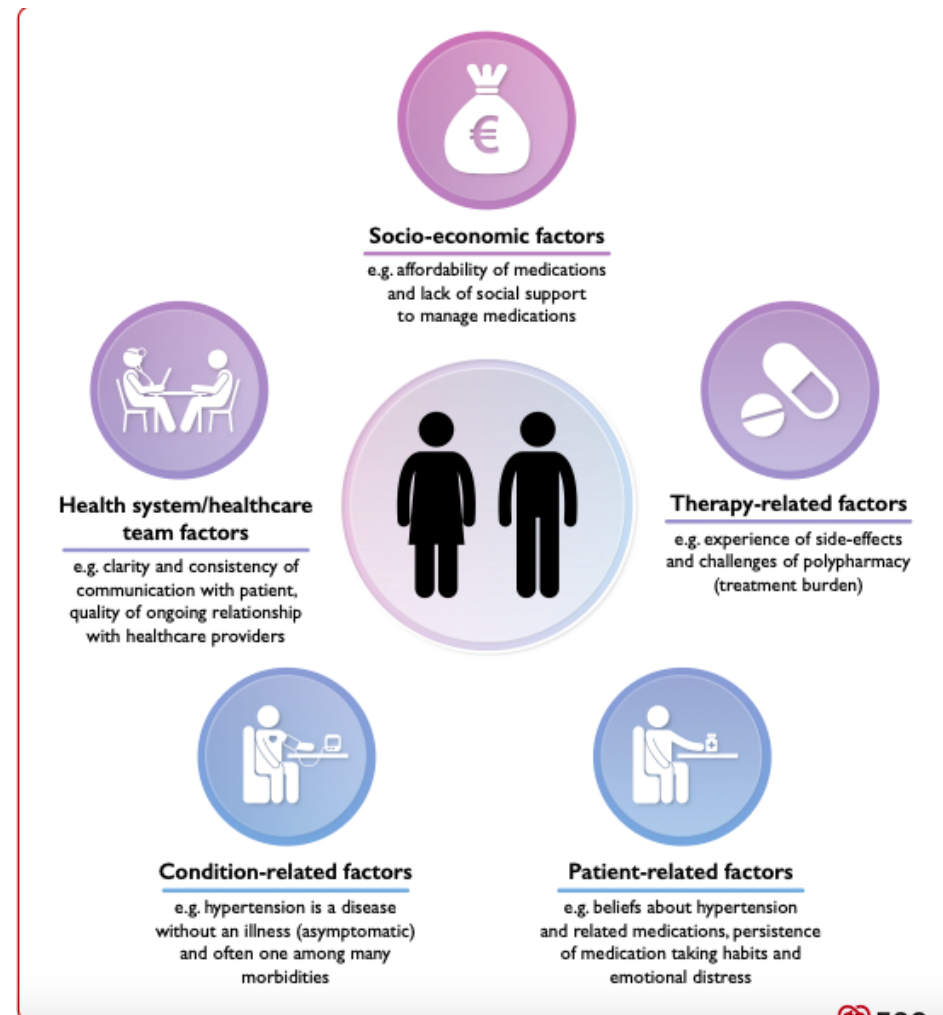 €
Socio-economic factors
e.g. affordability of medications
and lack of social support
to manage medications
Health system/healthcare
team factors
e.g. clarity and consistency of
communication with patient,
quality of ongoing relationship
with healthcare providers
Therapy-related factors
e.g. experience of side-effects
and challenges of polypharmacy
(treatment burden)
Condition-related factors
e.g. hypertension is a disease
without an illness (asymptomatic)
and often one among many
morbidities
Patient-related factors
e.g. beliefs about hypertension
and related medications, persistence
of medication taking habits and
emotional distress